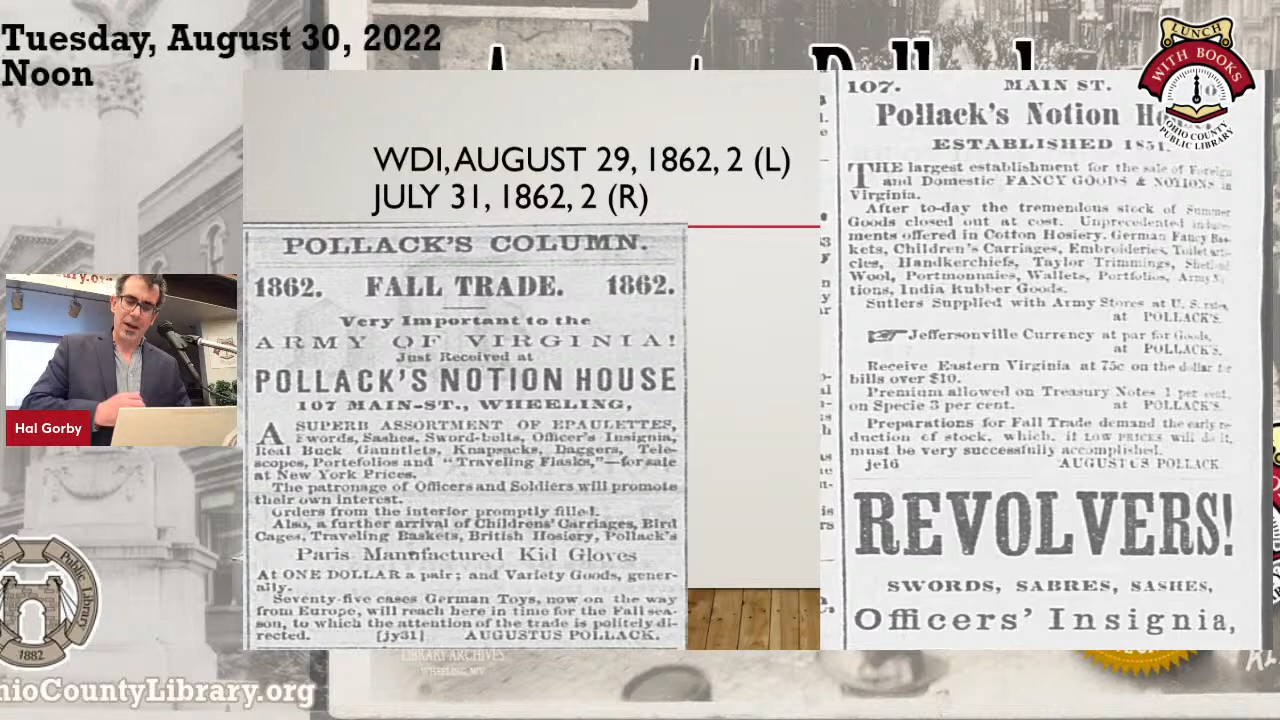 Tuesday, August 30, 2022
Noon
LUNCH
WITH BOOKS
OHIO COUNTY
PUBLIC LIBRARY
WDI, AUGUST 29, 1862, 2 (L)
JULY 31, 1862, 2 (R)
POLLACK'S COLUMN.
1862. FALL TRADE. 1862.
Very Important to the
ARMY OF VIRGINIA!
Just Received at
POLLACK'S NOTION HOUSE
107 MAIN-ST., WHEELING,
A SUPERB ASSORTMENT OF EPAULETTES,
Swords, Sashes, Sword-belts, Officer's Insignia,
Real Buck Gauntlets, Knapsacks, Daggers, Tele-
scopes, Portefolios and "Traveling Flasks,"—for sale
at New York Prices.
The patronage of Officers and Soldiers will promote
their own interest.
Orders from the interior promptly filled.
Also, a further arrival of Childrens' Carriages, Bird
Cages, Traveling Baskets, British Hosiery, Pollack's
Paris Manufactured Kid Gloves
At ONE DOLLAR a pair; and Variety Goods, gener-
ally.
Seventy-five cases German Toys, now on the way
from Europe, will reach here in time for the Fall sea-
son, to which the attention of the trade is politely di-
rected. [jy31] AUGUSTUS POLLACK.
107. MAIN ST.
Pollack's Notion
ESTABLISHED 1851.
THE largest establishment for the sale of Foreign
and Domestic FANCY GOODS & NOTIONS in
Virginia.
After to-day the tremendous stock of Summer
Goods closed out at cost. Unprecedented induce-
ments offered in Cotton Hosiery, German Fancy Bas-
kets, Children's Carriages, Embroideries, Toilet arti-
cles, Handkerchiefs, Taylor Trimmings, Shetland
Wool, Portmonnaies, Wallets, Portfolios, Army
tions, India Rubber Goods.
Sutlers Supplied with Army Stores at U. S. rates,
at POLLACK'S.
Jeffersonville Currency at par for Goods,
at POLLACK'S.
Receive Eastern Virginia at 75c on the dollar for
bills over $10.
Premium allowed on Treasury Notes 1 per cent,
on Specie 3 per cent. at POLLACK'S.
Preparations for Fall Trade demand the early re-
duction of stock, which, if LOW PRICES will do it,
must be very successfully accomplished.
je16 AUGUSTUS POLLACK.
REVOLVERS!
SWORDS, SABRES, SASHES,
Officers' Insignia,
Hal Gorby
Public Library
1882
hioCountyLibrary.org
LIBRARY ARCHIVES
WHEELING, WV